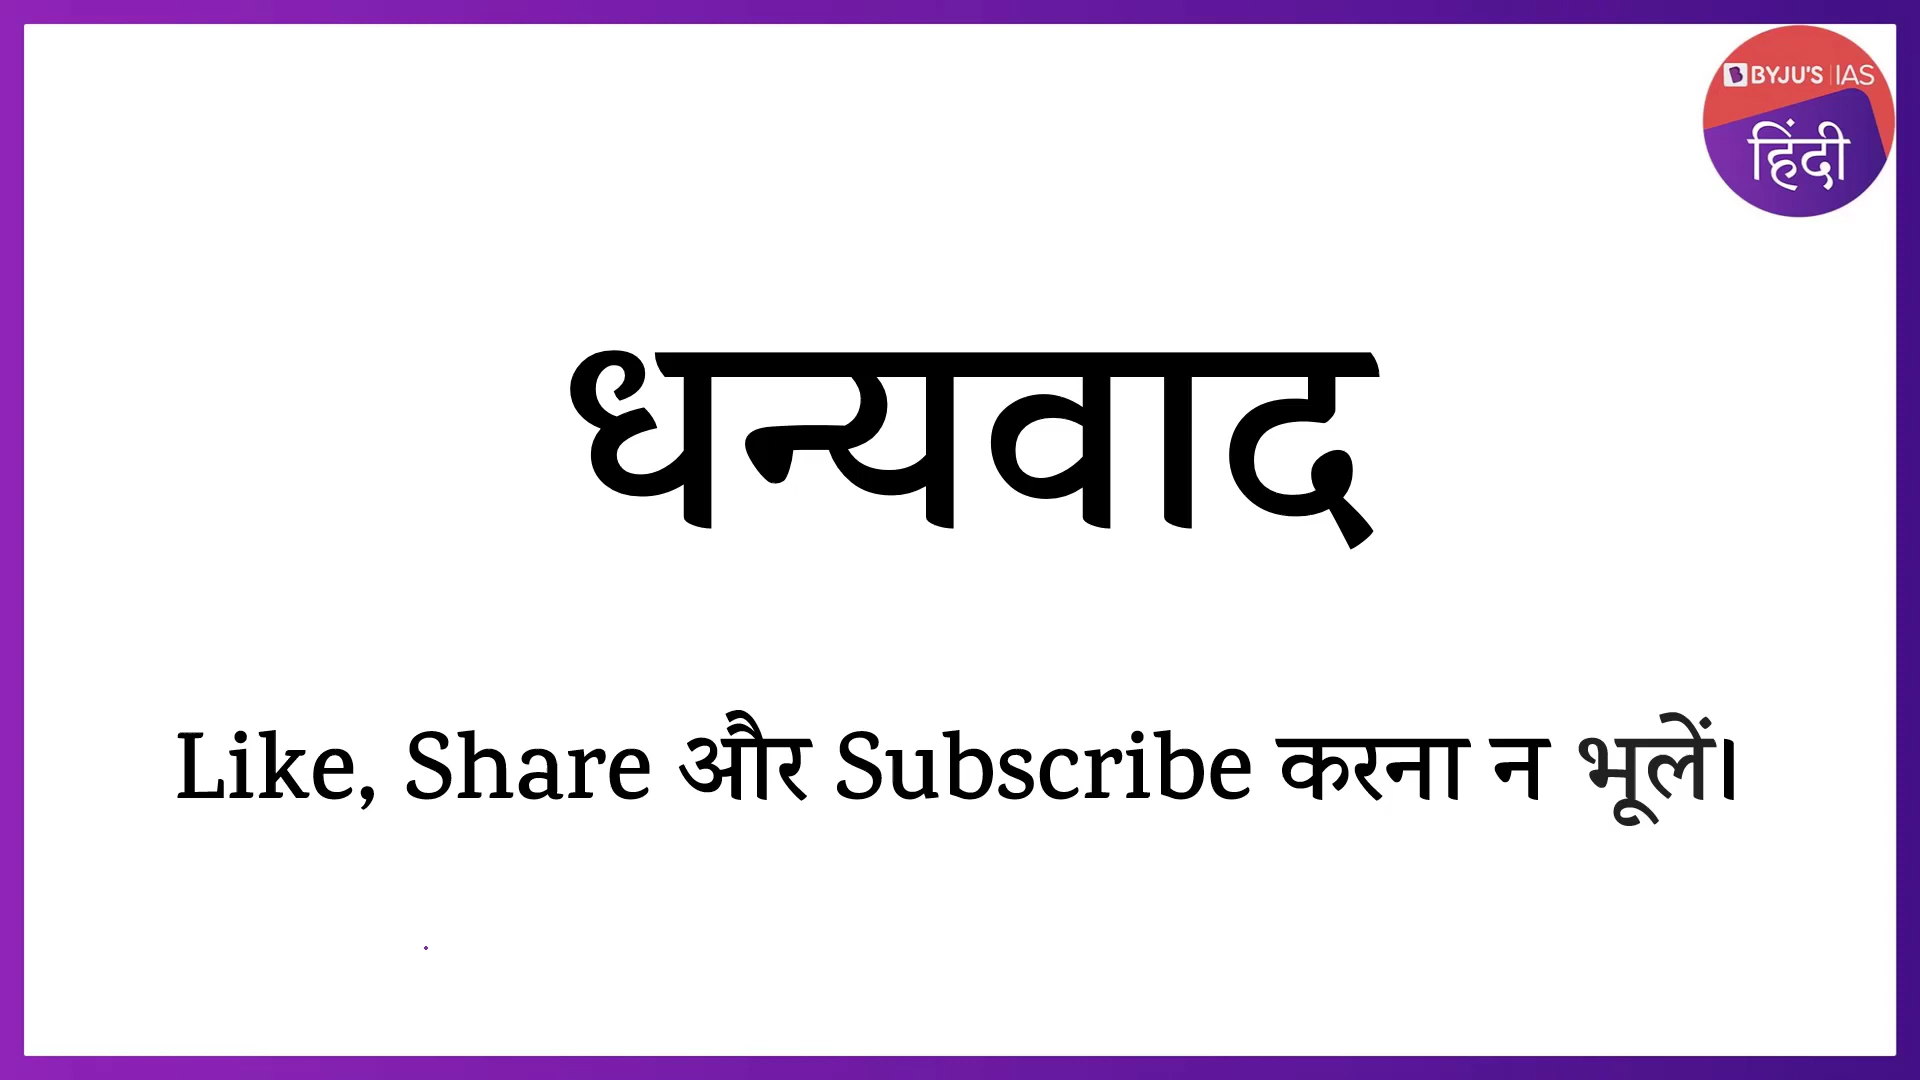 BYJU'S | IAS
हिंदी
धन्यवाद
Like, Share और Subscribe करना न भूलें।